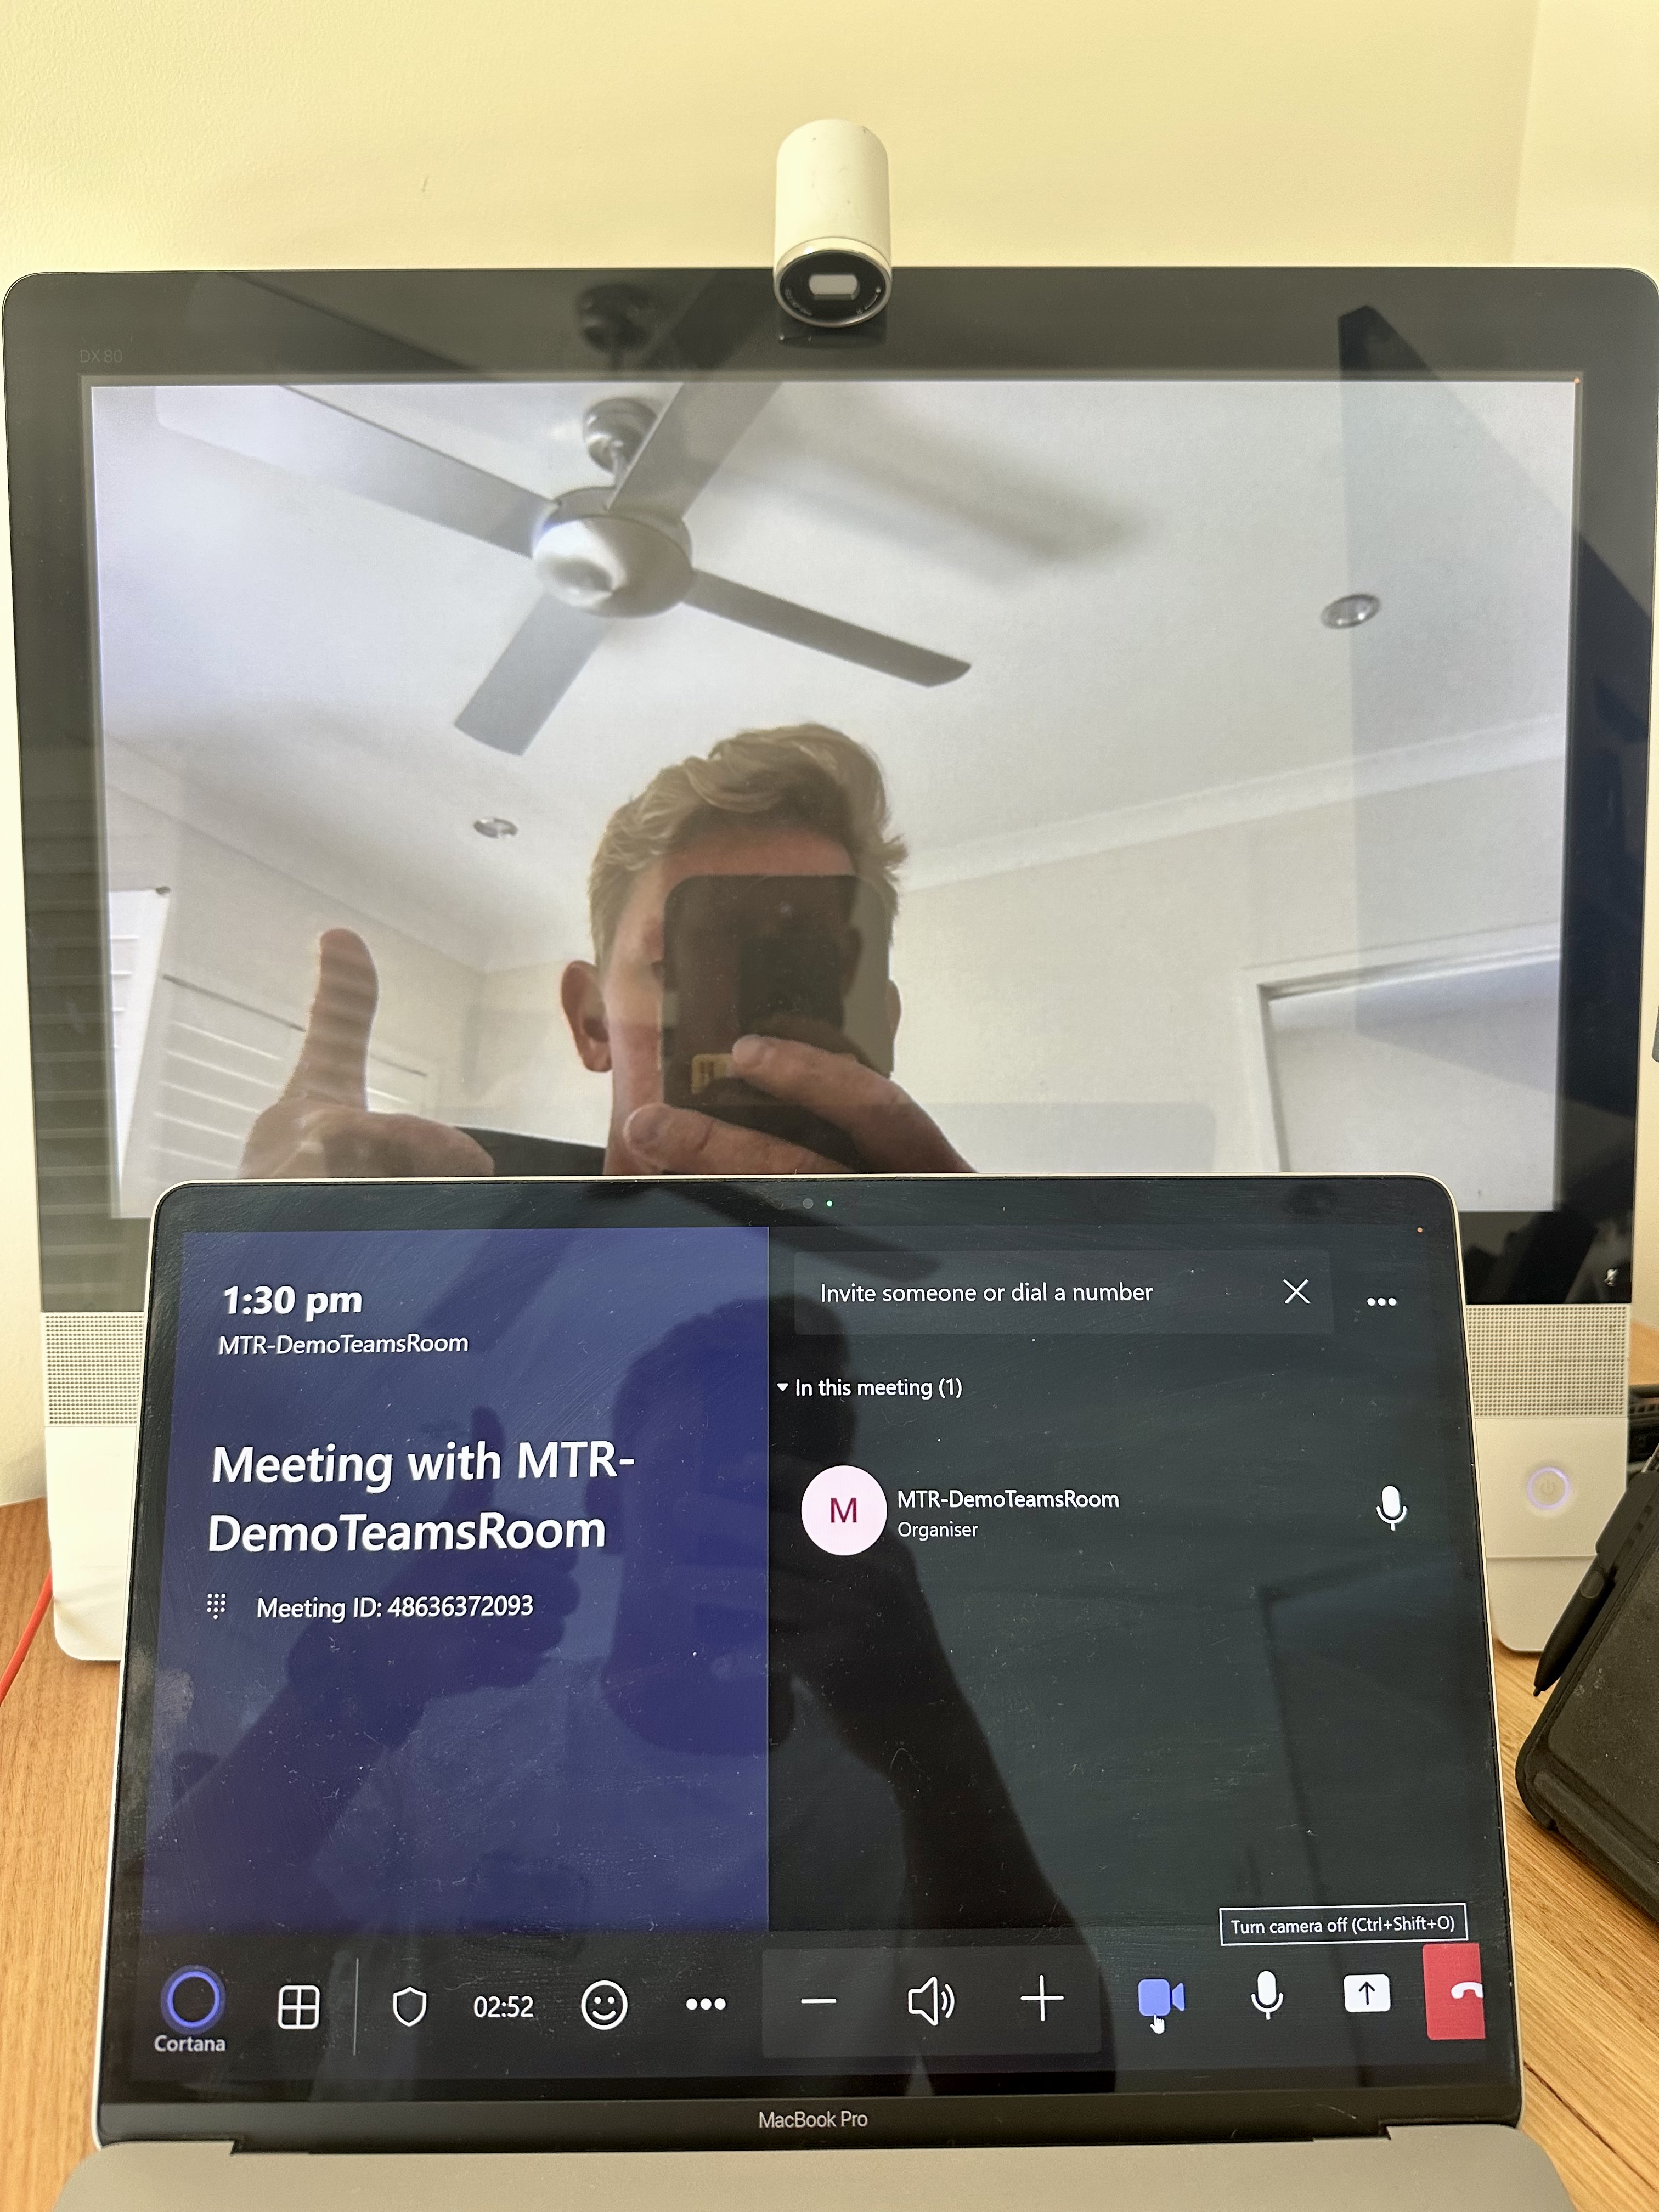 DX80
1:30 pm
MTR-DemoTeamsRoom
Meeting with MTR-
DemoTeamsRoom
Meeting ID: 48636372093
Invite someone or dial a number
In this meeting (1)
M
MTR-DemoTeamsRoom
Organiser
Turn camera off (Ctrl+Shift+O)
Cortana
02:52
MacBook Pro